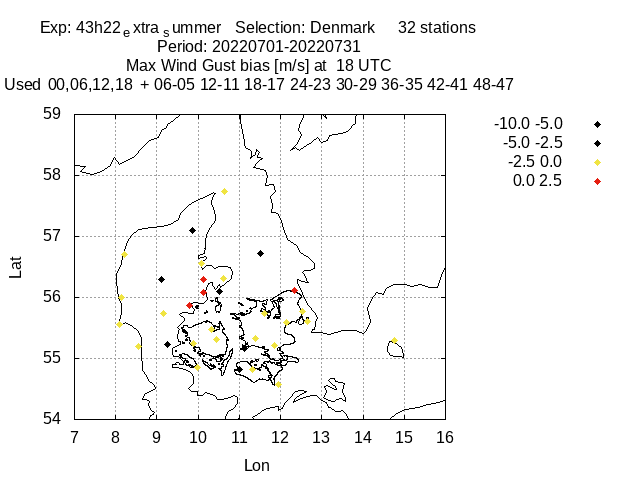 Exp: 43h22extrasummer Selection: Denmark 32 stations
Period: 20220701-20220731
Max Wind Gust bias [m/s] at 18 UTC
Used 00,06,12,18 + 06-05 12-11 18-17 24-23 30-29 36-35 42-41 48-47
-10.0 -5.0
-5.0 -2.5
-2.5 0.0
0.0 2.5
59
58
57
56
55
54
Lat
7 8 9 10 11 12 13 14 15 16
Lon